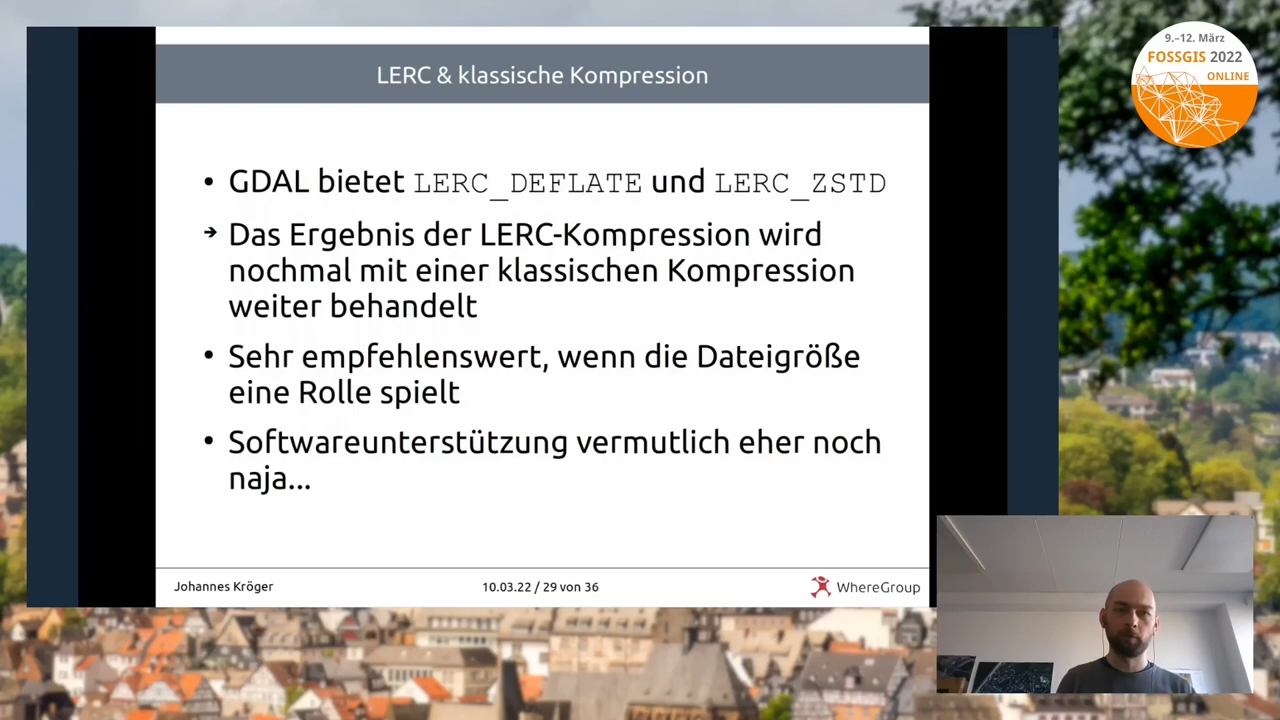 9.–12. März
FOSSGIS 2022
ONLINE
LERC & klassische Kompression
• GDAL bietet LERC_DEFLATE und LERC_ZSTD
➔ Das Ergebnis der LERC-Kompression wird
nochmal mit einer klassischen Kompression
weiter behandelt
• Sehr empfehlenswert, wenn die Dateigröße
eine Rolle spielt
• Softwareunterstützung vermutlich eher noch
naja...
Johannes Kröger
10.03.22 / 29 von 36
WhereGroup